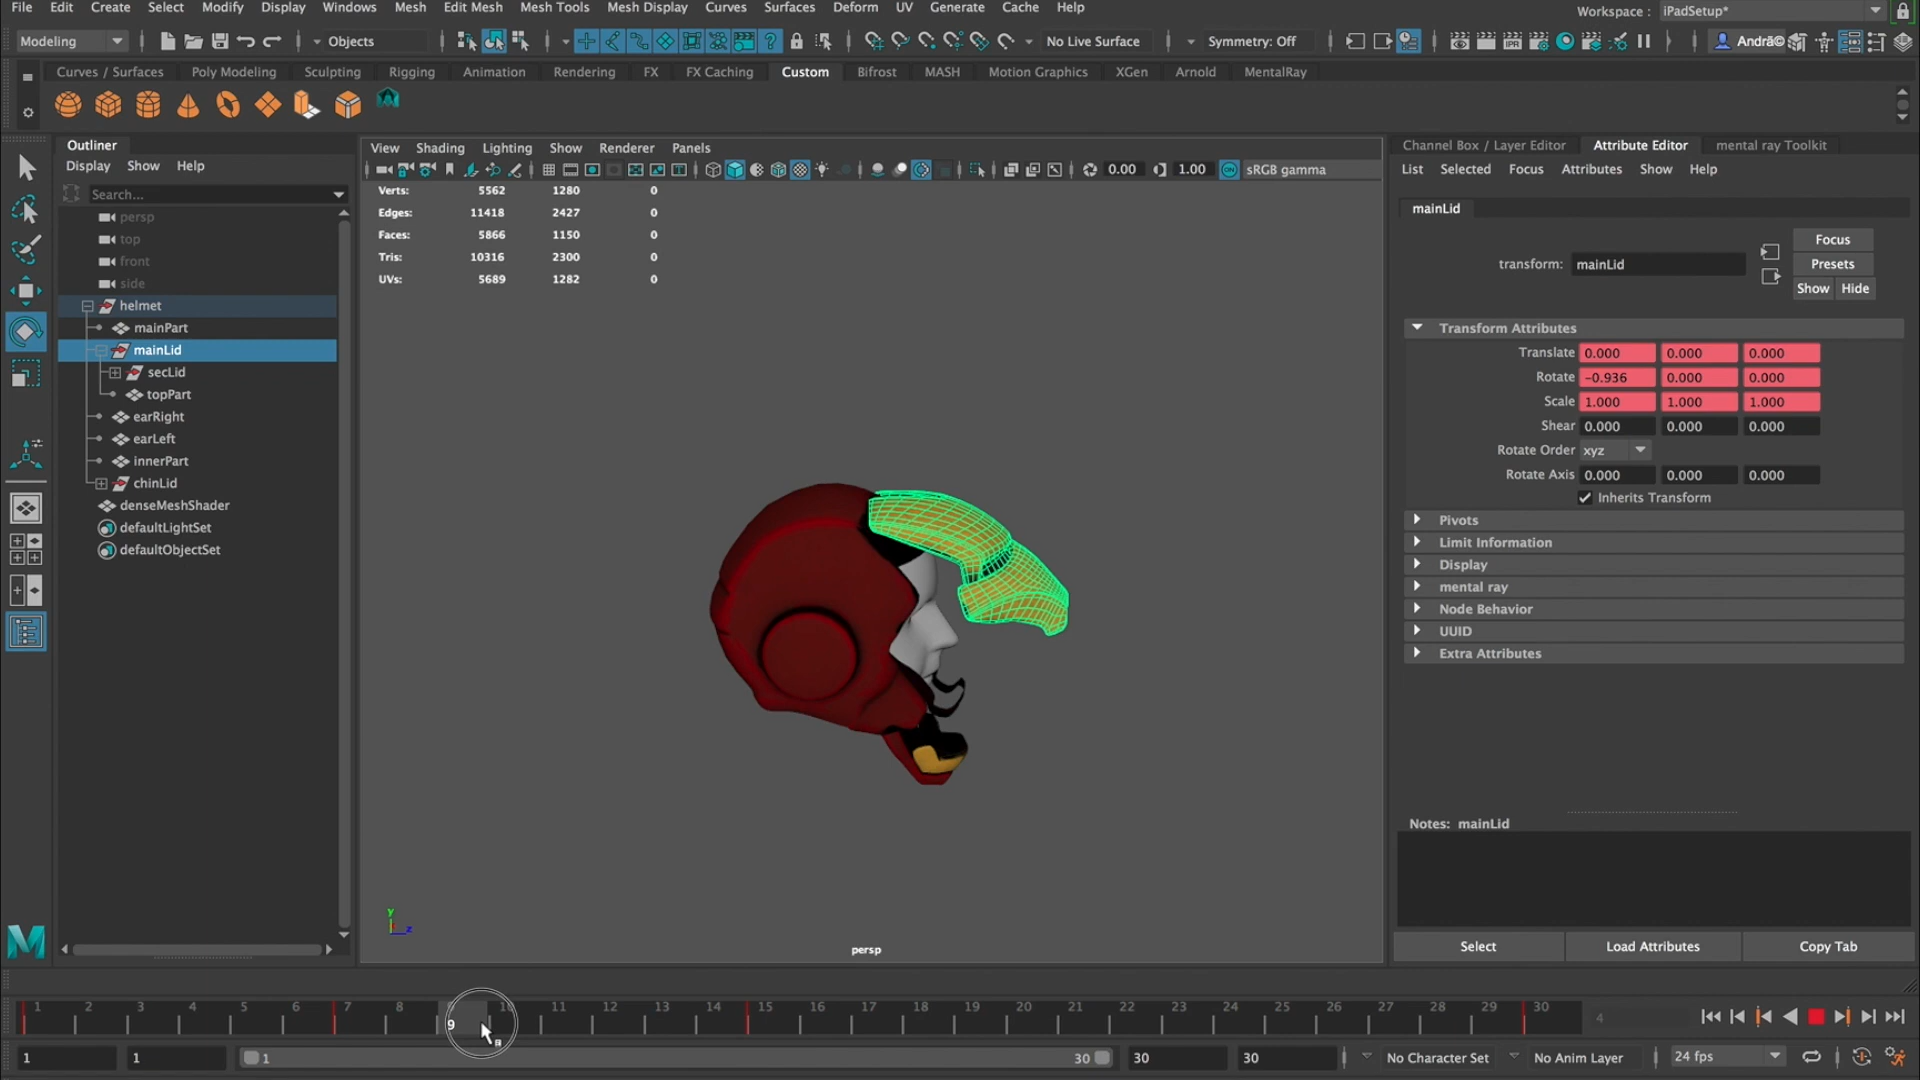 File Edit Create Select Modify Display Windows Mesh Edit Mesh Mesh Tools Mesh Display Curves Surfaces Deform UV Generate Cache Help
Workspace : iPadSetup*
Modeling Objects No Live Surface Symmetry: Off IPR Andrã©
Curves / Surfaces Poly Modeling Sculpting Rigging Animation Rendering FX FX Caching Custom Bifrost MASH Motion Graphics XGen Arnold MentalRay
Outliner
Display Show Help
Search...
persp
top
front
side
helmet
mainPart
mainLid
secLid
topPart
earRight
earLeft
innerPart
chinLid
denseMeshShader
defaultLightSet
defaultObjectSet
View Shading Lighting Show Renderer Panels
0.00 1.00 sRGB gamma
Verts: 5562 1280 0
Edges: 11418 2427 0
Faces: 5866 1150 0
Tris: 10316 2300 0
UVs: 5689 1282 0
y
z
persp
Channel Box / Layer Editor Attribute Editor mental ray Toolkit
List Selected Focus Attributes Show Help
mainLid
transform: mainLid
Focus
Presets
Show Hide
Transform Attributes
Translate 0.000 0.000 0.000
Rotate -0.936 0.000 0.000
Scale 1.000 1.000 1.000
Shear 0.000 0.000 0.000
Rotate Order xyz
Rotate Axis 0.000 0.000 0.000
Inherits Transform
Pivots
Limit Information
Display
mental ray
Node Behavior
UUID
Extra Attributes
Notes: mainLid
Select Load Attributes Copy Tab
1 2 3 4 5 6 7 8 9 10 11 12 13 14 15 16 17 18 19 20 21 22 23 24 25 26 27 28 29 30 4
1 1 1 30 30 30 No Character Set No Anim Layer 24 fps